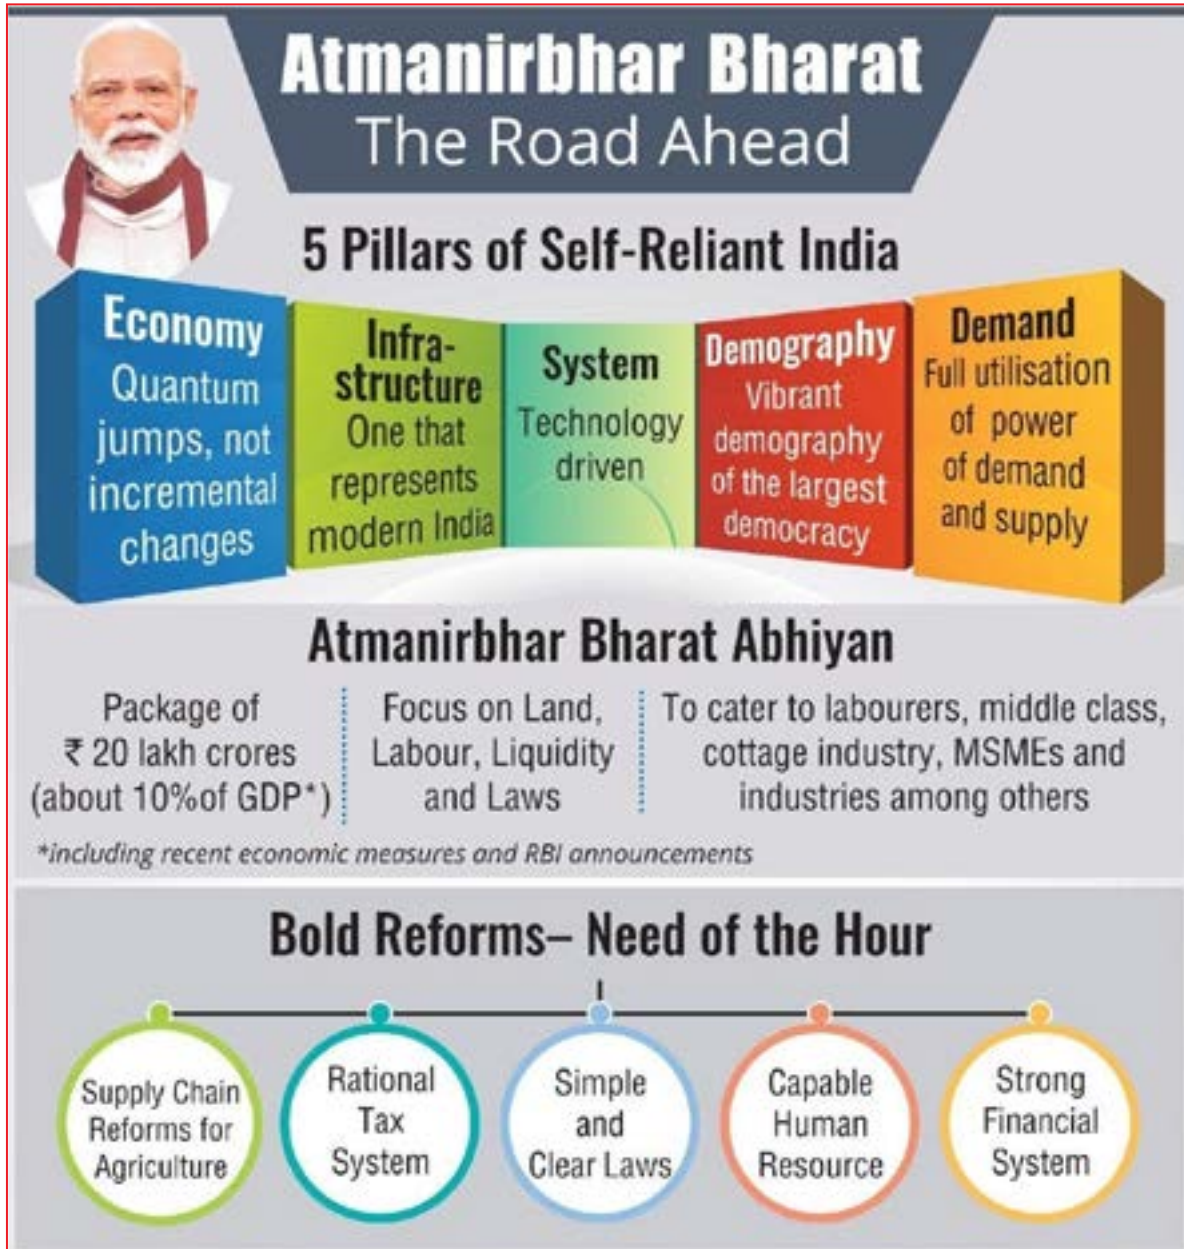 Atmanirbhar Bharat
The Road Ahead
5 Pillars of Self-Reliant India
Economy
Quantum
jumps, not
incremental
changes
Infra-
structure
One that
represents
modern India
System
Technology
driven
Demography
Vibrant
demography
of the largest
democracy
Demand
Full utilisation
of power
of demand
and supply
Atmanirbhar Bharat Abhiyan
Package of
₹ 20 lakh crores
(about 10%of GDP*)
Focus on Land,
Labour, Liquidity
and Laws
To cater to labourers, middle class,
cottage industry, MSMEs and
industries among others
*including recent economic measures and RBI announcements
Bold Reforms– Need of the Hour
Supply Chain
Reforms for
Agriculture
Rational
Tax
System
Simple
and
Clear Laws
Capable
Human
Resource
Strong
Financial
System